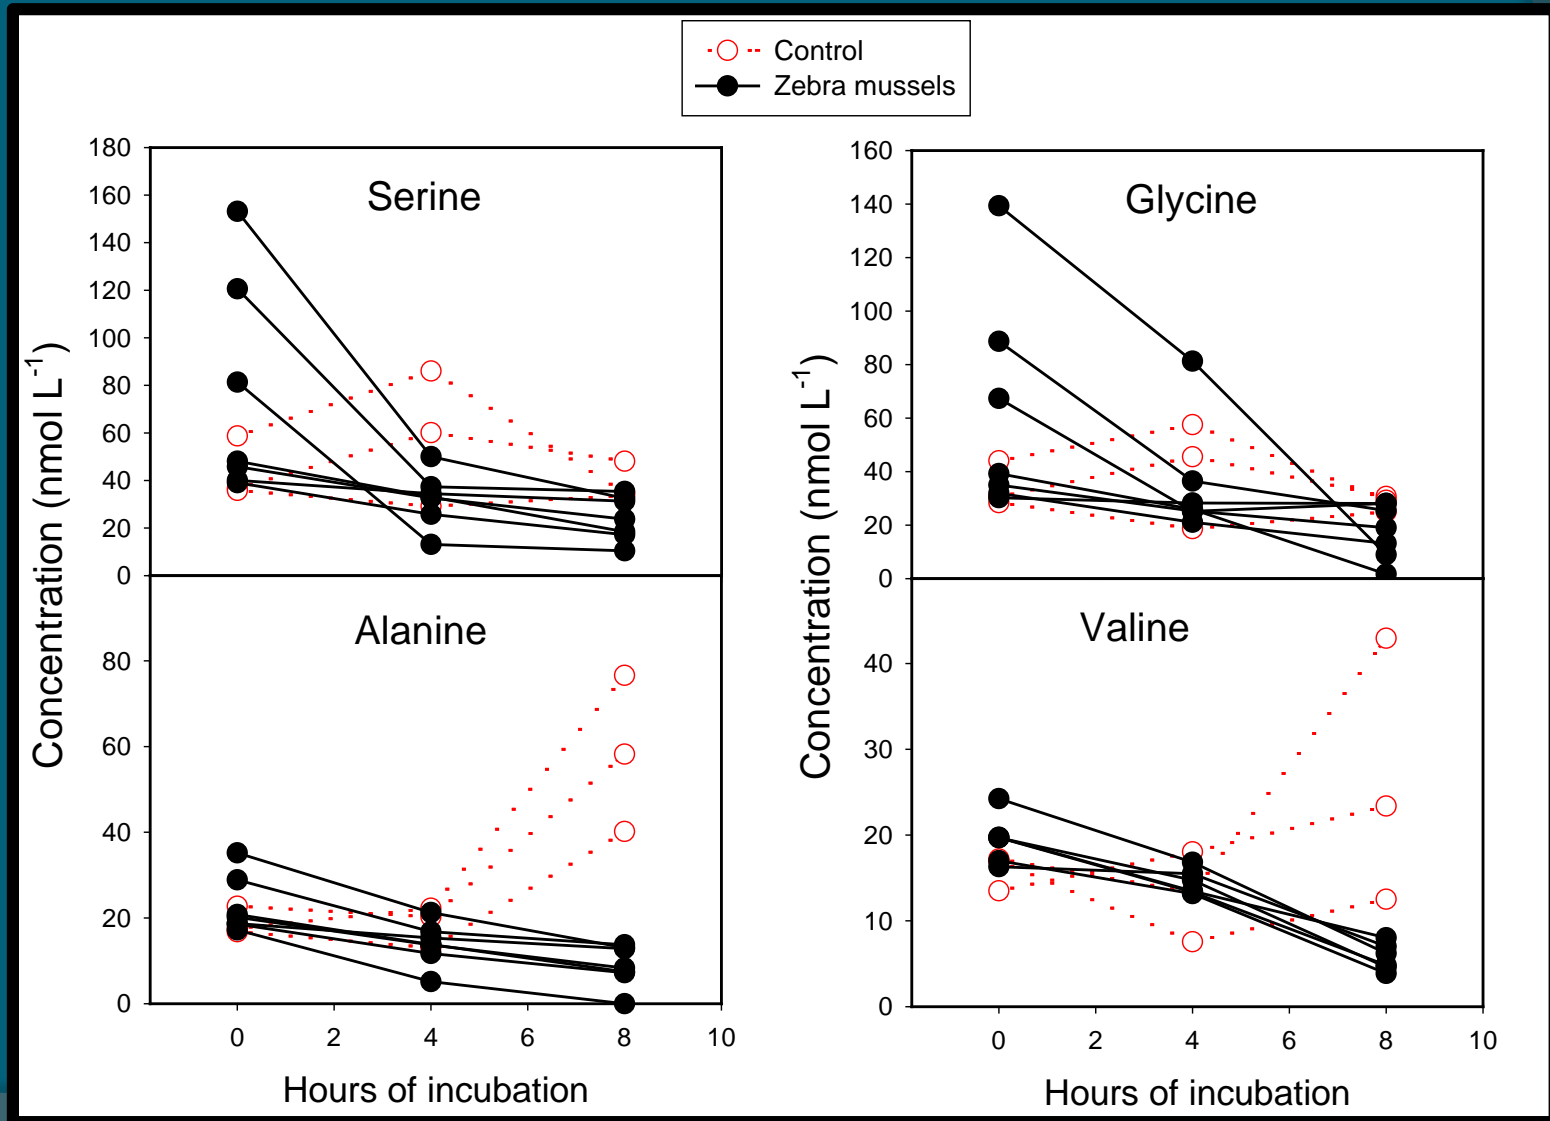 Control
Zebra mussels
Serine
180
160
140
120
100
80
60
40
20
0
Concentration (nmol L⁻¹)
Alanine
80
60
40
20
0
0 2 4 6 8 10
Hours of incubation
Glycine
160
140
120
100
80
60
40
20
0
Concentration (nmol L⁻¹)
Valine
40
30
20
10
0
0 2 4 6 8 10
Hours of incubation